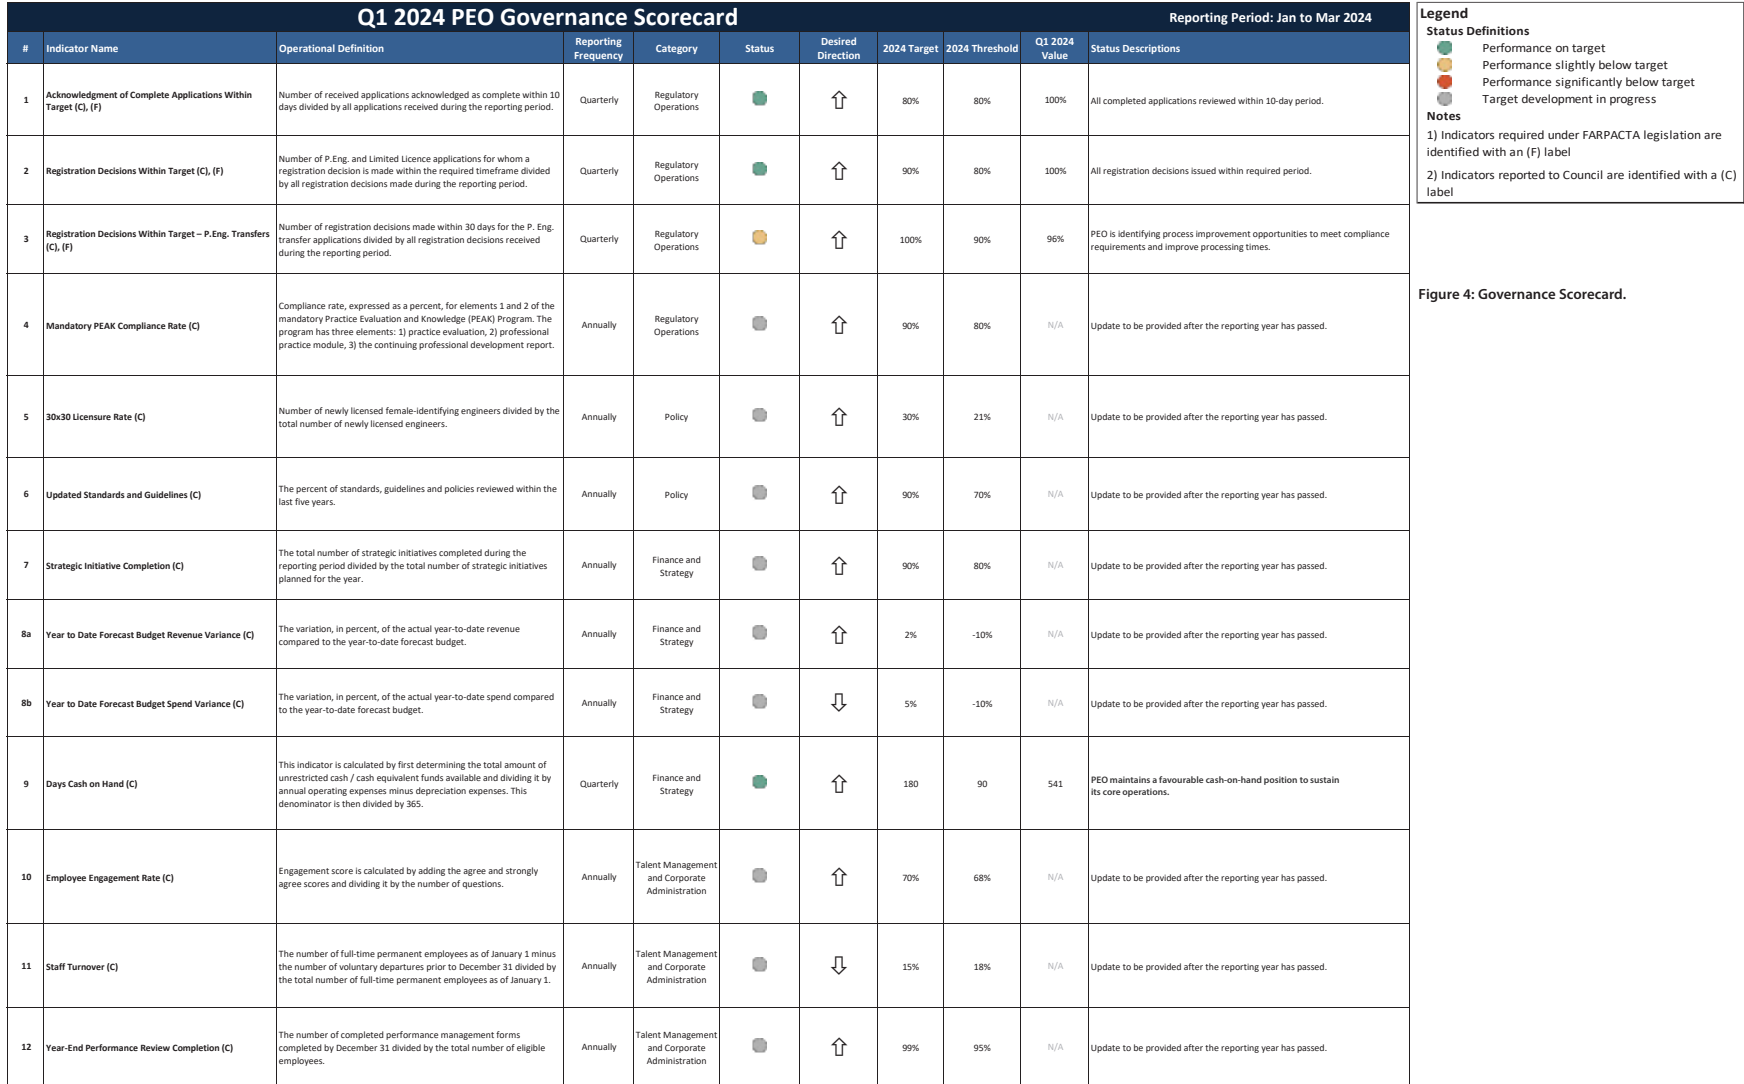 Q1 2024 PEO Governance Scorecard
Reporting Period: Jan to Mar 2024
#
Indicator Name
Operational Definition
Reporting
Frequency
Category
Status
Desired
Direction
2024 Target
2024 Threshold
Q1 2024
Value
Status Descriptions
1
Acknowledgment of Complete Applications Within
Target (C), (F)
Number of received applications acknowledged as complete within 10
days divided by all applications received during the reporting period.
Quarterly
Regulatory
Operations
80%
80%
100%
All completed applications reviewed within 10-day period.
2
Registration Decisions Within Target (C), (F)
Number of P.Eng. and Limited Licence applications for whom a
registration decision is made within the required timeframe divided
by all registration decisions made during the reporting period.
Quarterly
Regulatory
Operations
90%
80%
100%
All registration decisions issued within required period.
3
Registration Decisions Within Target – P.Eng. Transfers
(C), (F)
Number of registration decisions made within 30 days for the P. Eng.
transfer applications divided by all registration decisions received
during the reporting period.
Quarterly
Regulatory
Operations
100%
90%
96%
PEO is identifying process improvement opportunities to meet compliance
requirements and improve processing times.
4
Mandatory PEAK Compliance Rate (C)
Compliance rate, expressed as a percent, for elements 1 and 2 of the
mandatory Practice Evaluation and Knowledge (PEAK) Program. The
program has three elements: 1) practice evaluation, 2) professional
practice module, 3) the continuing professional development report.
Annually
Regulatory
Operations
90%
80%
N/A
Update to be provided after the reporting year has passed.
5
30x30 Licensure Rate (C)
Number of newly licensed female-identifying engineers divided by the
total number of newly licensed engineers.
Annually
Policy
30%
21%
N/A
Update to be provided after the reporting year has passed.
6
Updated Standards and Guidelines (C)
The percent of standards, guidelines and policies reviewed within the
last five years.
Annually
Policy
90%
70%
N/A
Update to be provided after the reporting year has passed.
7
Strategic Initiative Completion (C)
The total number of strategic initiatives completed during the
reporting period divided by the total number of strategic initiatives
planned for the year.
Annually
Finance and
Strategy
90%
80%
N/A
Update to be provided after the reporting year has passed.
8a
Year to Date Forecast Budget Revenue Variance (C)
The variation, in percent, of the actual year-to-date revenue
compared to the year-to-date forecast budget.
Annually
Finance and
Strategy
2%
-10%
N/A
Update to be provided after the reporting year has passed.
8b
Year to Date Forecast Budget Spend Variance (C)
The variation, in percent, of the actual year-to-date spend compared
to the year-to-date forecast budget.
Annually
Finance and
Strategy
5%
-10%
N/A
Update to be provided after the reporting year has passed.
9
Days Cash on Hand (C)
This indicator is calculated by first determining the total amount of
unrestricted cash / cash equivalent funds available and dividing it by
annual operating expenses minus depreciation expenses. This
denominator is then divided by 365.
Quarterly
Finance and
Strategy
180
90
541
PEO maintains a favourable cash-on-hand position to sustain
its core operations.
10
Employee Engagement Rate (C)
Engagement score is calculated by adding the agree and strongly
agree scores and dividing it by the number of questions.
Annually
Talent Management
and Corporate
Administration
70%
68%
N/A
Update to be provided after the reporting year has passed.
11
Staff Turnover (C)
The number of full-time permanent employees as of January 1 minus
the number of voluntary departures prior to December 31 divided by
the total number of full-time permanent employees as of January 1.
Annually
Talent Management
and Corporate
Administration
15%
18%
N/A
Update to be provided after the reporting year has passed.
12
Year-End Performance Review Completion (C)
The number of completed performance management forms
completed by December 31 divided by the total number of eligible
employees.
Annually
Talent Management
and Corporate
Administration
99%
95%
N/A
Update to be provided after the reporting year has passed.
Legend
Status Definitions
Performance on target
Performance slightly below target
Performance significantly below target
Target development in progress
Notes
1) Indicators required under FARPACTA legislation are
identified with an (F) label
2) Indicators reported to Council are identified with a (C)
label
Figure 4: Governance Scorecard.